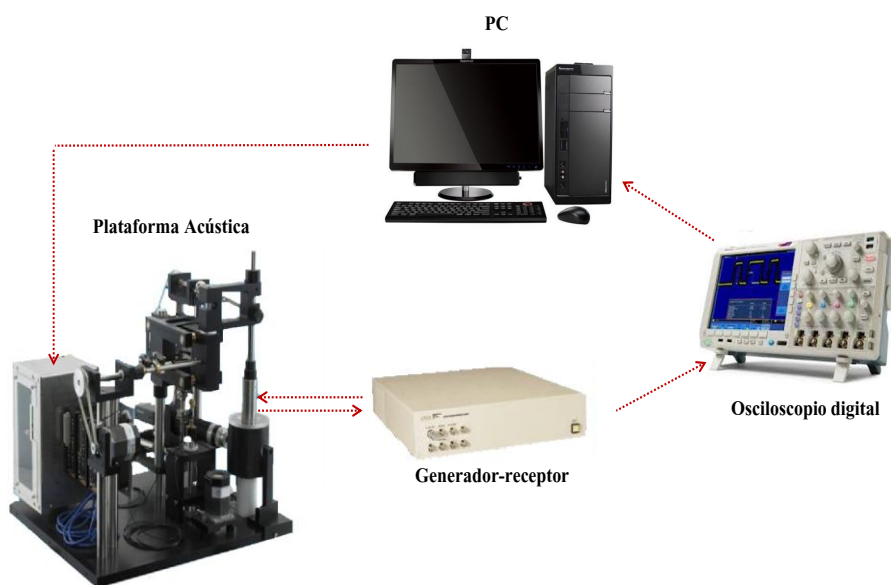 PC
Plataforma Acústica
Osciloscopio digital
Generador-receptor